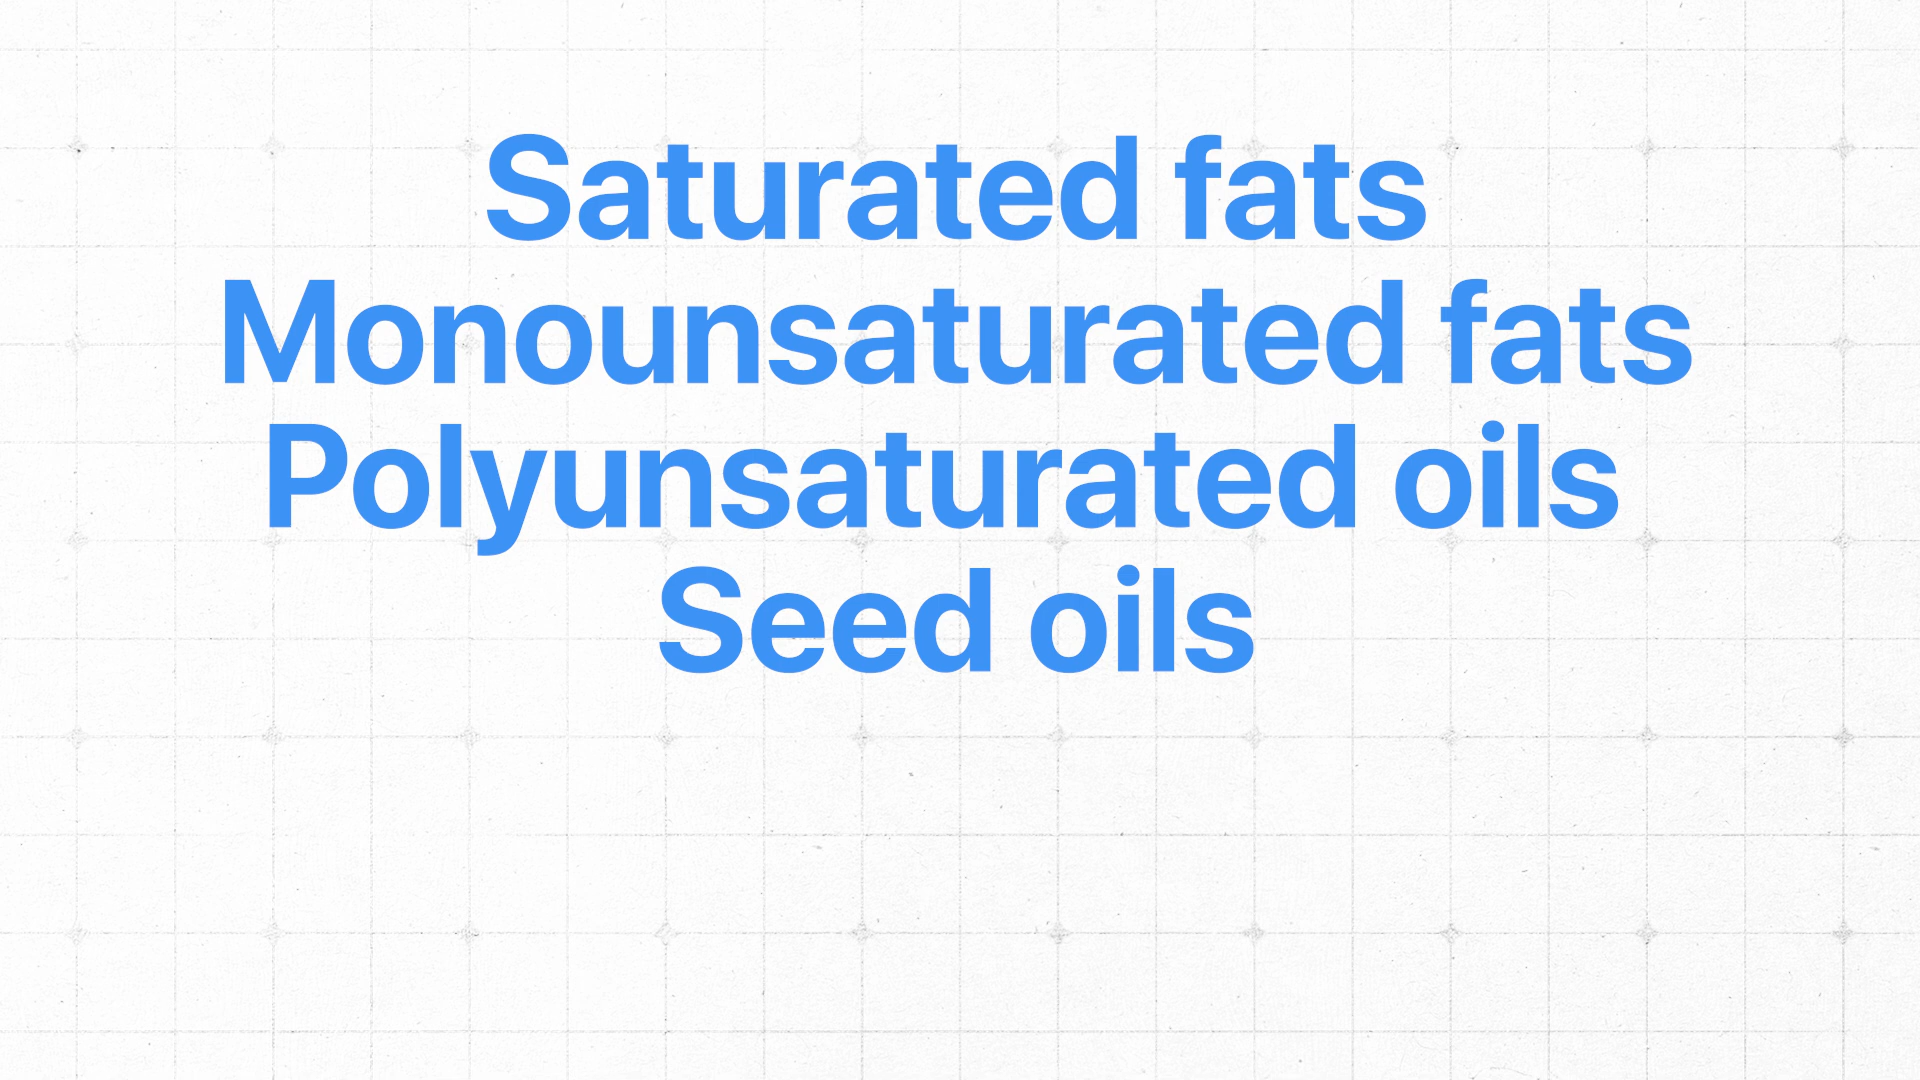 Saturated fats
Monounsaturated fats
Polyunsaturated oils
Seed oils